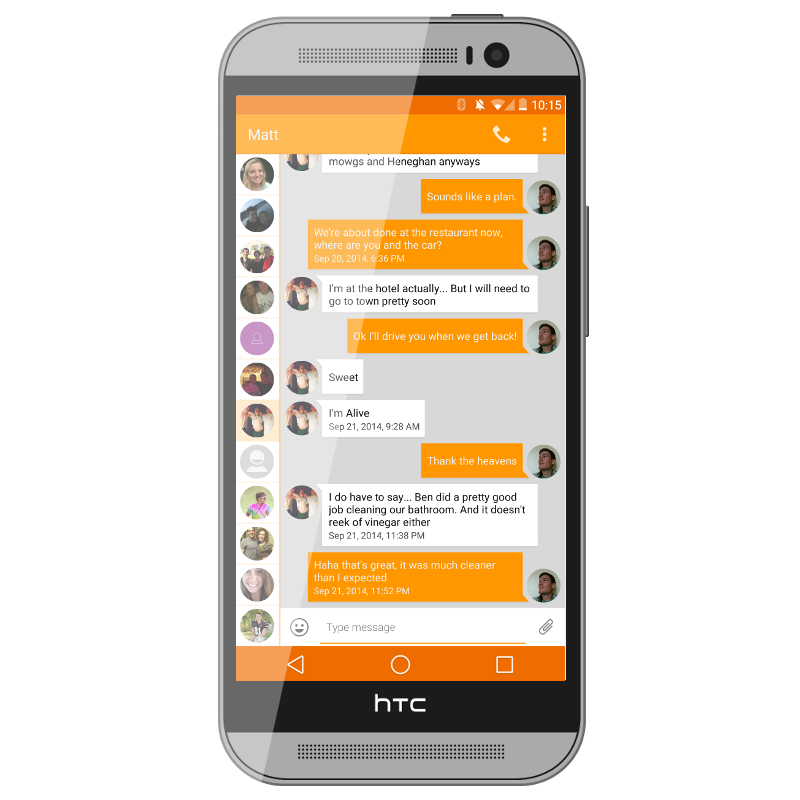 10:15
Matt
mowgs and Heneghan anyways
Sounds like a plan.
We're about done at the restaurant now,
where are you and the car?
Sep 20, 2014, 6:36 PM
I'm at the hotel actually... But I will need to
go to town pretty soon
Ok I'll drive you when we get back!
Sweet
I'm Alive
Sep 21, 2014, 9:28 AM
Thank the heavens
I do have to say... Ben did a pretty good
job cleaning our bathroom. And it doesn't
reek of vinegar either
Sep 21, 2014, 11:38 PM
Haha that's great, it was much cleaner
than I expected
Sep 21, 2014, 11:52 PM
Type message
hTC